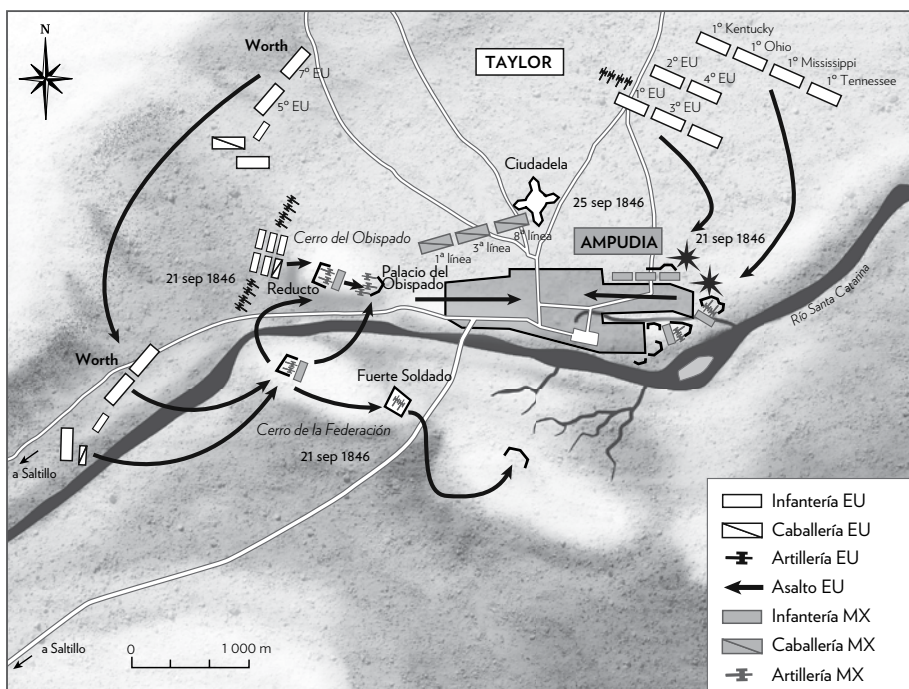 N
Worth
7º EU
5º EU
TAYLOR
1º Kentucky
1º Ohio
1º Mississippi
1º Tennessee
2º EU
4º EU
1º EU
3º EU
Ciudadela
25 sep 1846
8ª línea
3ª línea
1ª línea
AMPUDIA
21 sep 1846
Cerro del Obispado
21 sep 1846
Reducto
Palacio del
Obispado
Río Santa Catarina
Worth
Fuerte Soldado
Cerro de la Federación
21 sep 1846
a Saltillo
a Saltillo
0
1 000 m
Infantería EU
Caballería EU
Artillería EU
Asalto EU
Infantería MX
Caballería MX
Artillería MX